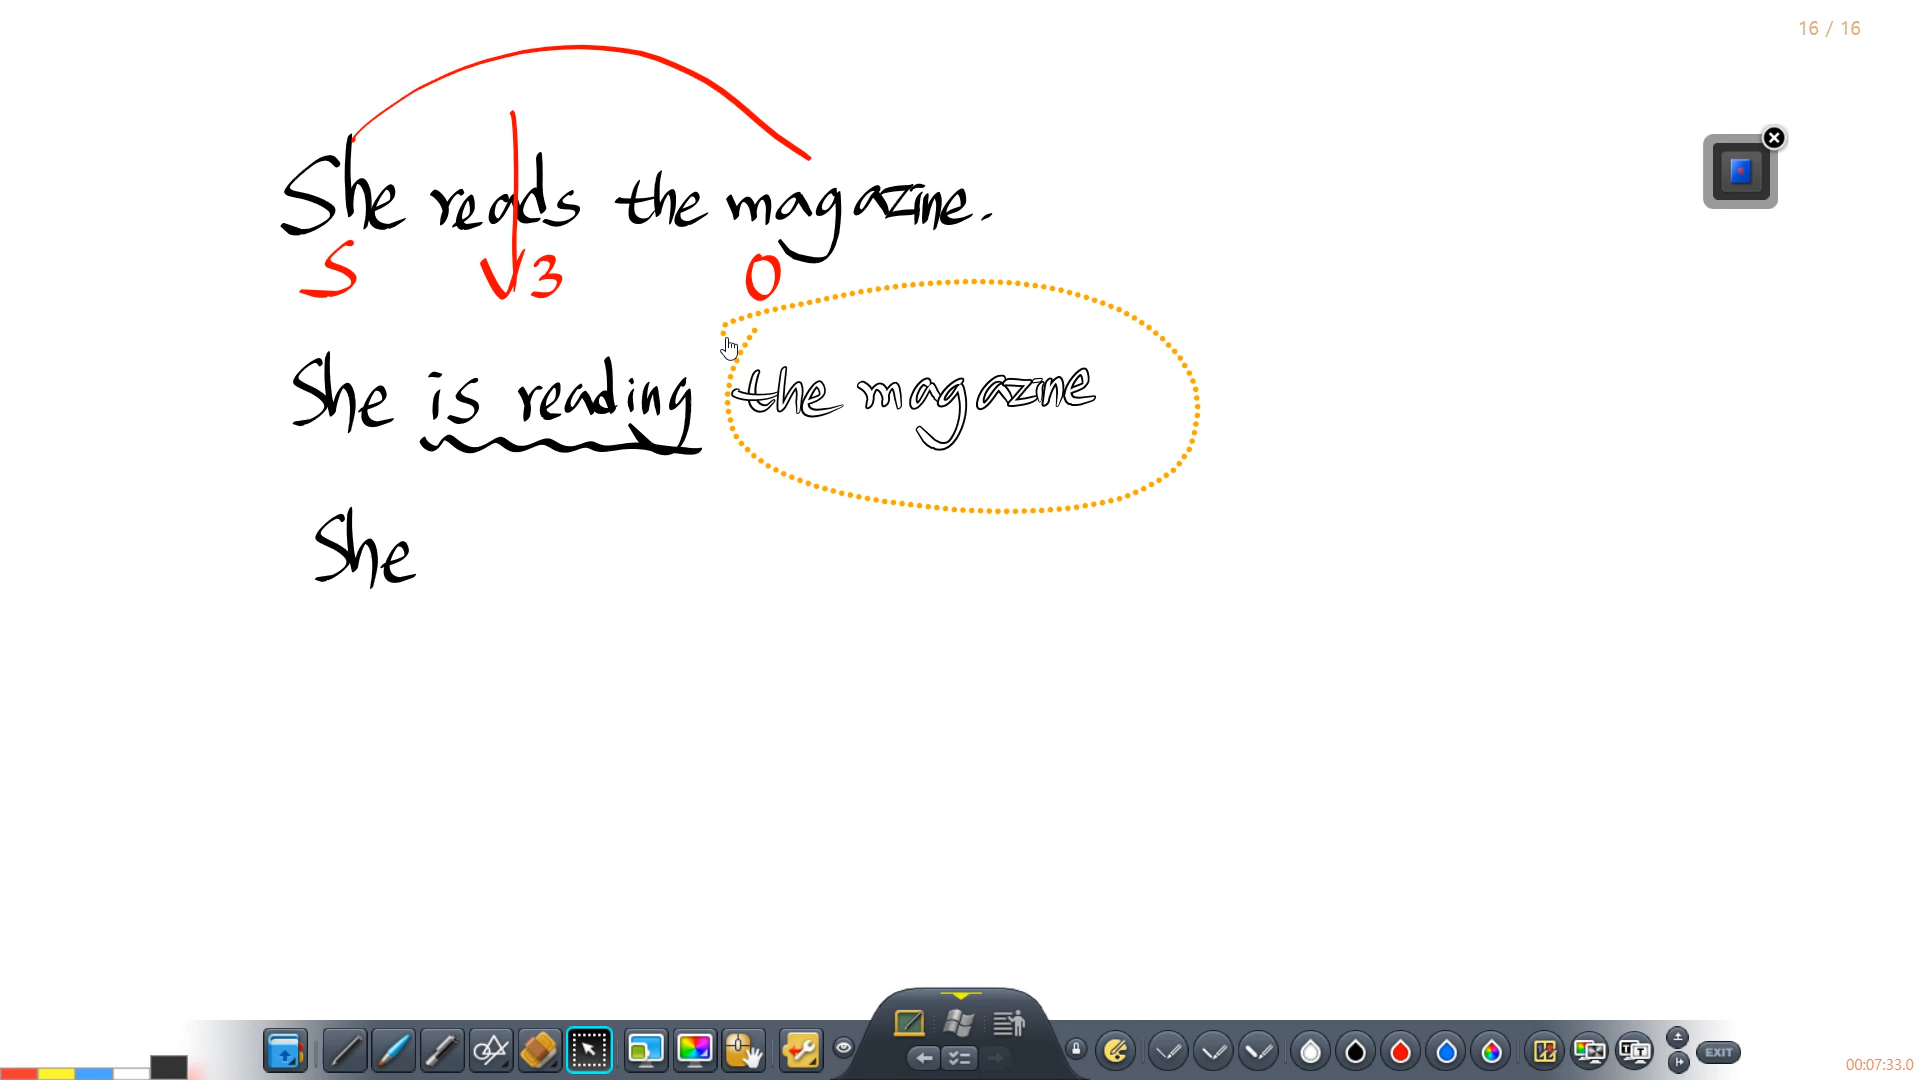 16 / 16
She reads the magazine.
S V3 O
She is reading the magazine
She
EXIT
00:07:33.0